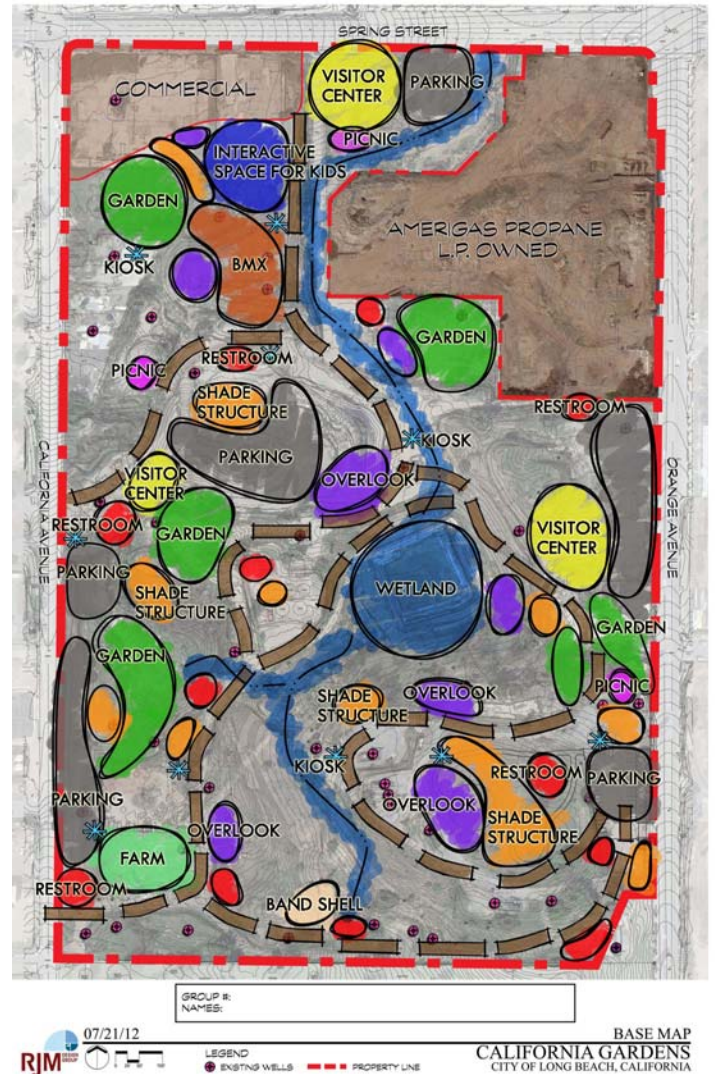 SPRING STREET
COMMERCIAL
VISITOR
CENTER
PARKING
PICNIC
INTERACTIVE
SPACE FOR KIDS
GARDEN
AMERIGAS PROPANE
L.P. OWNED
KIOSK
BMX
GARDEN
RESTROOM
PICNIC
SHADE
STRUCTURE
RESTROOM
PARKING
KIOSK
CALIFORNIA AVENUE
ORANGE AVENUE
VISITOR
CENTER
OVERLOOK
RESTROOM
GARDEN
VISITOR
CENTER
PARKING
SHADE
STRUCTURE
WETLAND
GARDEN
GARDEN
PICNIC
SHADE
STRUCTURE
OVERLOOK
KIOSK
RESTROOM
PARKING
PARKING
OVERLOOK
OVERLOOK
SHADE
STRUCTURE
FARM
RESTROOM
BAND SHELL
GROUP #:
NAMES:
07/21/12
BASE MAP
RJM
DESIGN
GROUP
LEGEND
EXISTING WELLS
PROPERTY LINE
CALIFORNIA GARDENS
CITY OF LONG BEACH, CALIFORNIA